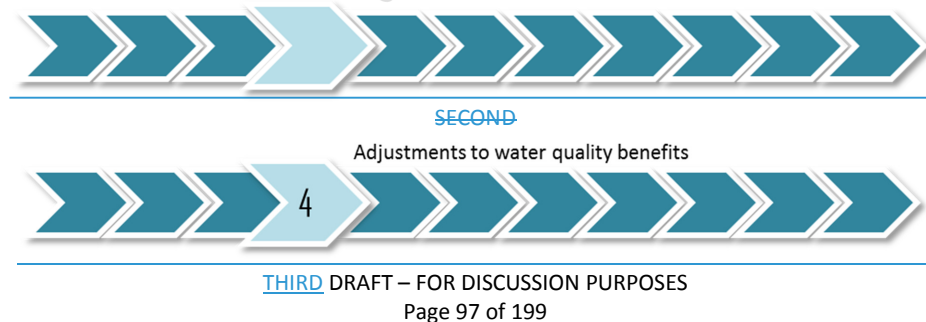 SECOND
Adjustments to water quality benefits
4
THIRD DRAFT – FOR DISCUSSION PURPOSES
Page 97 of 199